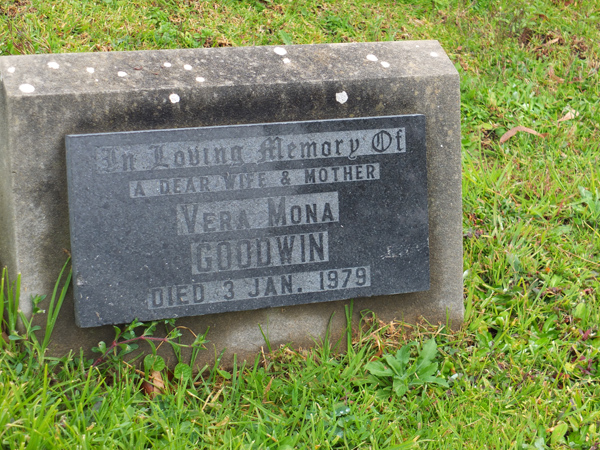 In Loving Memory Of
A DEAR WIFE & MOTHER
VERA MONA
GOODWIN
DIED 3 JAN. 1979